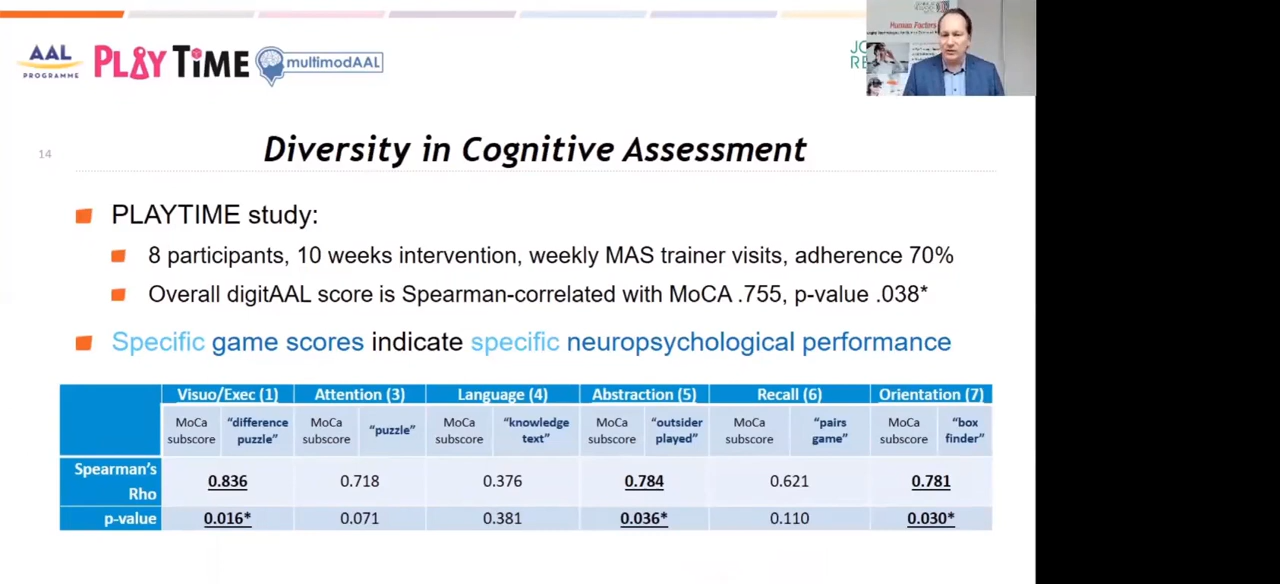 AAL
PROGRAMME
PLAYTIME
multimodAAL
Human Factors
14
Diversity in Cognitive Assessment
PLAYTIME study:
8 participants, 10 weeks intervention, weekly MAS trainer visits, adherence 70%
Overall digitAAL score is Spearman-correlated with MoCA .755, p-value .038*
Specific game scores indicate specific neuropsychological performance
Visuo/Exec (1) Attention (3) Language (4) Abstraction (5) Recall (6) Orientation (7)
MoCa subscore "difference puzzle" MoCa subscore "puzzle" MoCa subscore "knowledge text" MoCa subscore "outsider played" MoCa subscore "pairs game" MoCa subscore "box finder"
Spearman's Rho 0.836 0.718 0.376 0.784 0.621 0.781
p-value 0.016* 0.071 0.381 0.036* 0.110 0.030*